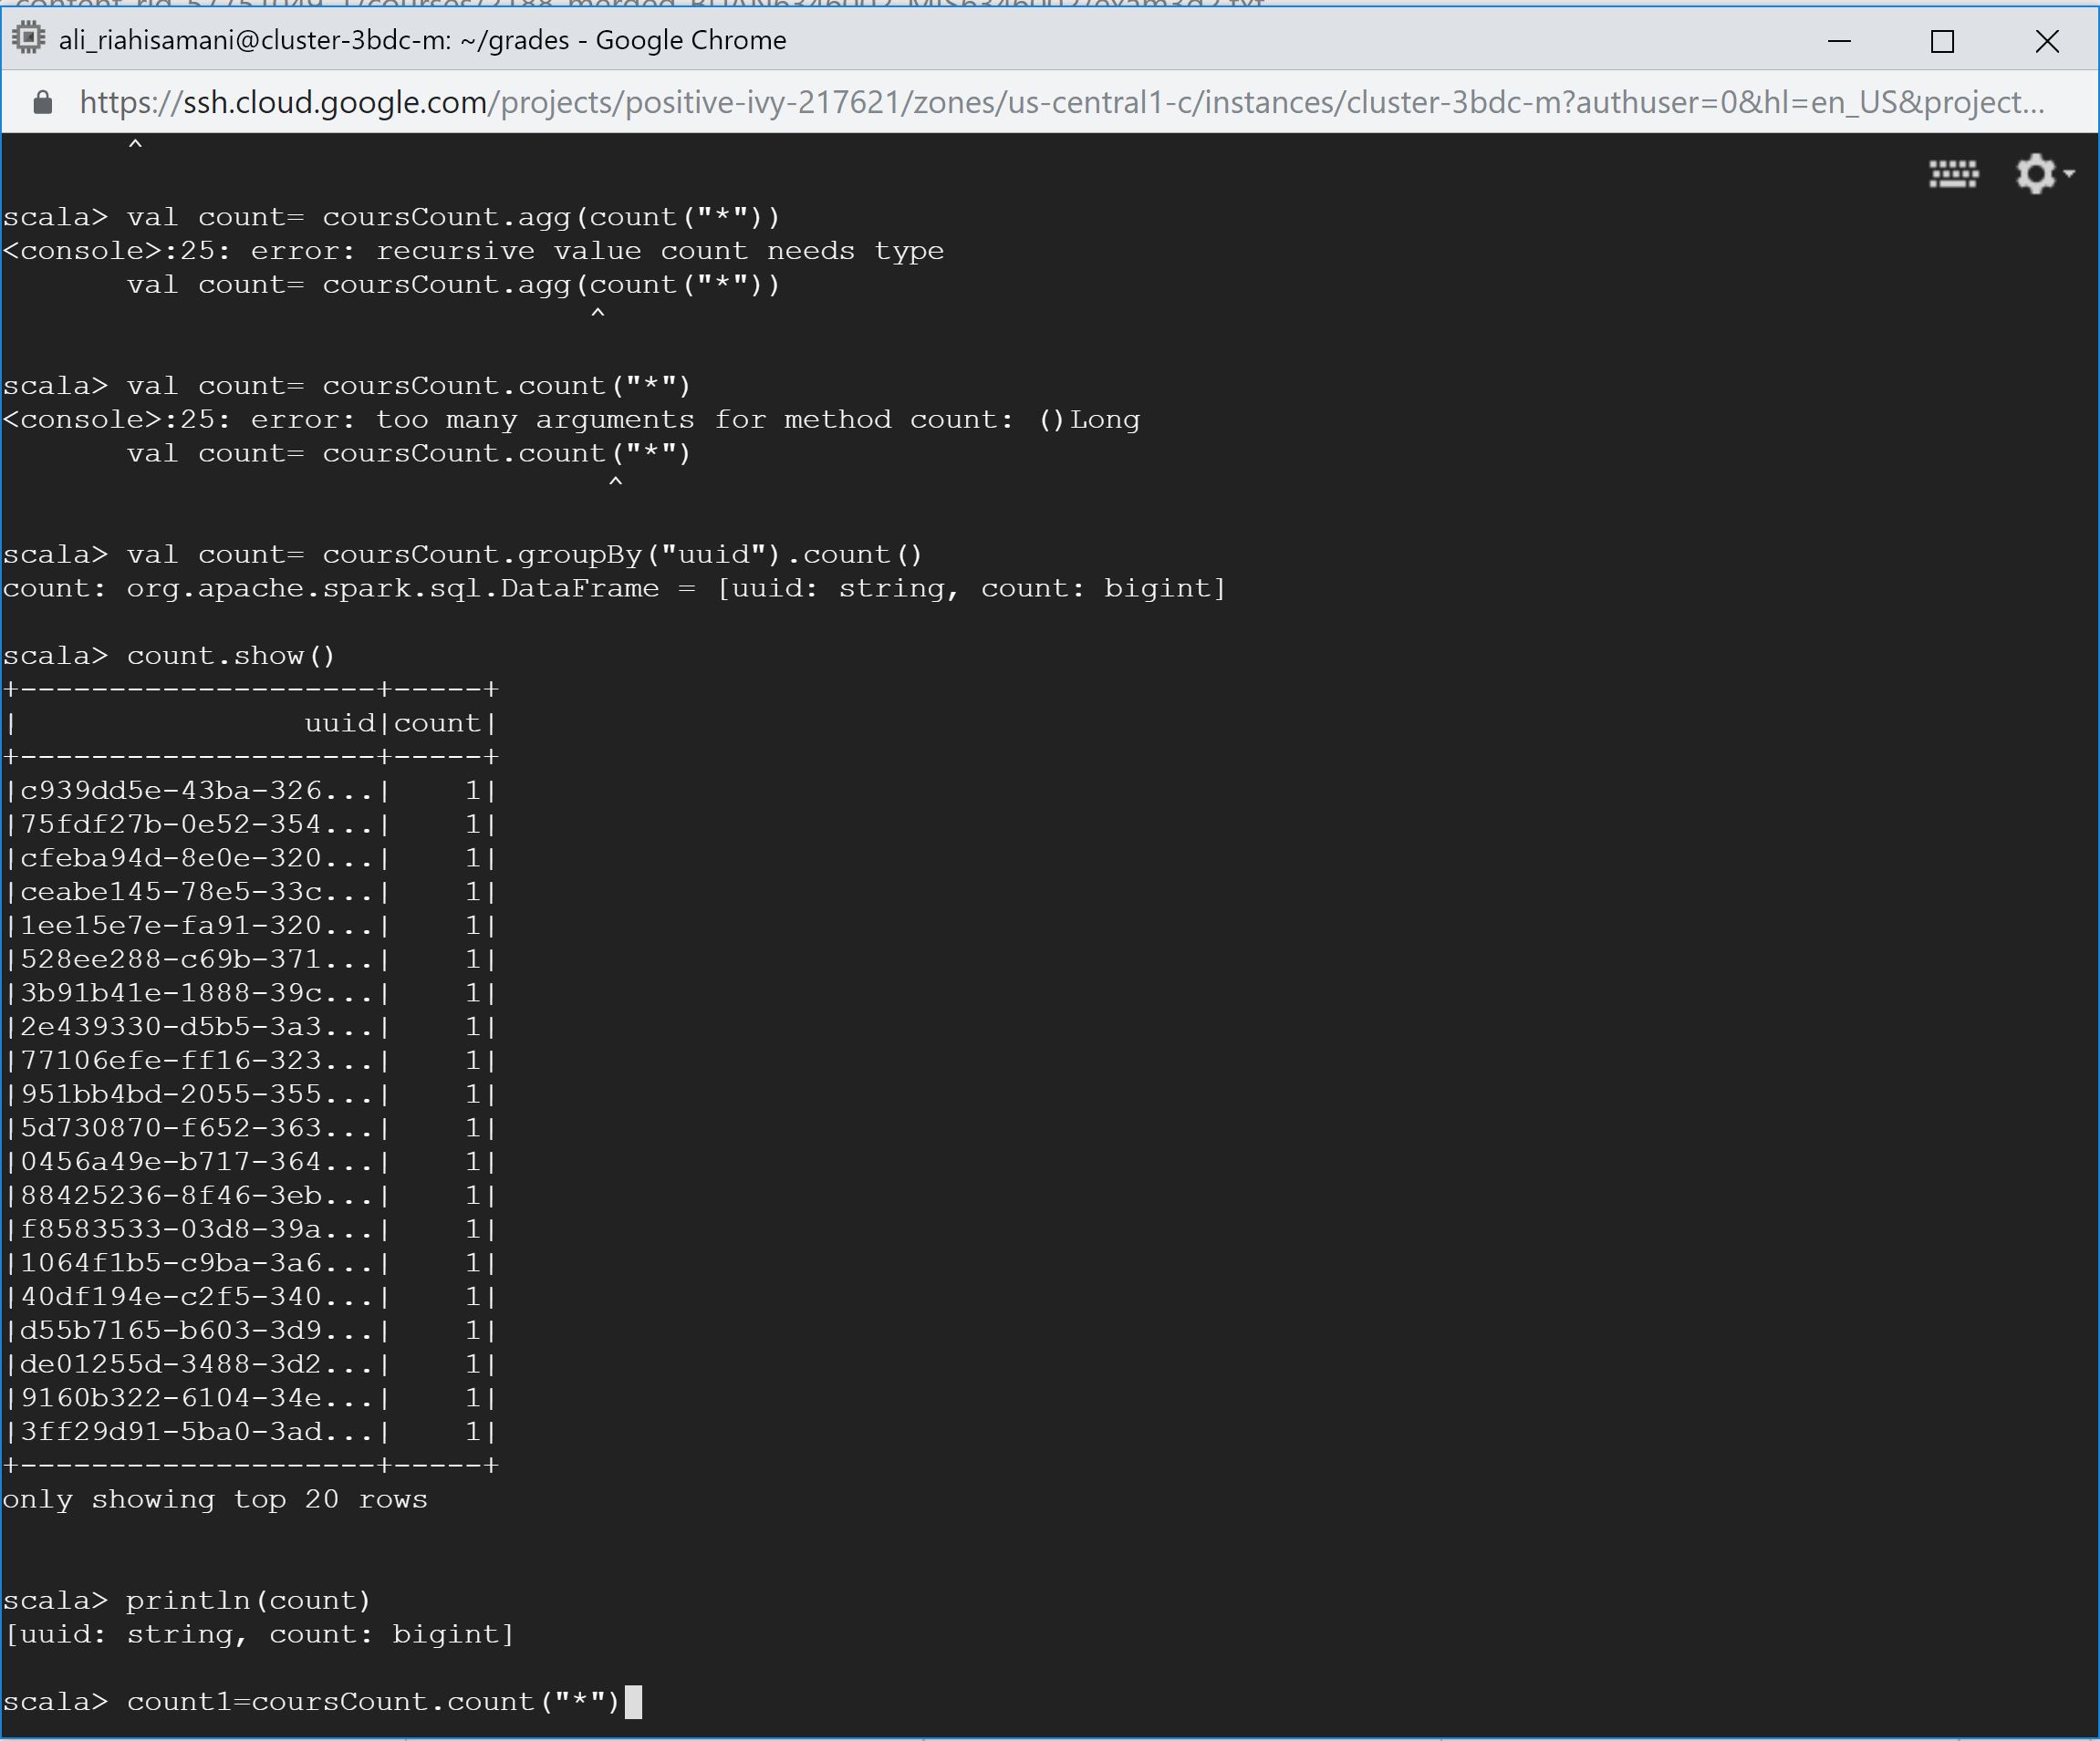 ali_riahisamani@cluster-3bdc-m: ~/grades - Google Chrome
https://ssh.cloud.google.com/projects/positive-ivy-217621/zones/us-central1-c/instances/cluster-3bdc-m?authuser=0&hl=en_US&project...
^
scala> val count= coursCount.agg(count("*"))
<console>:25: error: recursive value count needs type
       val count= coursCount.agg(count("*"))
                                 ^
scala> val count= coursCount.count("*")
<console>:25: error: too many arguments for method count: ()Long
       val count= coursCount.count("*")
                                  ^
scala> val count= coursCount.groupBy("uuid").count()
count: org.apache.spark.sql.DataFrame = [uuid: string, count: bigint]
scala> count.show()
+--------------------+-----+
|                uuid|count|
+--------------------+-----+
|c939dd5e-43ba-326...|    1|
|75fdf27b-0e52-354...|    1|
|cfeba94d-8e0e-320...|    1|
|ceabe145-78e5-33c...|    1|
|1ee15e7e-fa91-320...|    1|
|528ee288-c69b-371...|    1|
|3b91b41e-1888-39c...|    1|
|2e439330-d5b5-3a3...|    1|
|77106efe-ff16-323...|    1|
|951bb4bd-2055-355...|    1|
|5d730870-f652-363...|    1|
|0456a49e-b717-364...|    1|
|88425236-8f46-3eb...|    1|
|f8583533-03d8-39a...|    1|
|1064f1b5-c9ba-3a6...|    1|
|40df194e-c2f5-340...|    1|
|d55b7165-b603-3d9...|    1|
|de01255d-3488-3d2...|    1|
|9160b322-6104-34e...|    1|
|3ff29d91-5ba0-3ad...|    1|
+--------------------+-----+
only showing top 20 rows
scala> println(count)
[uuid: string, count: bigint]
scala> count1=coursCount.count("*")